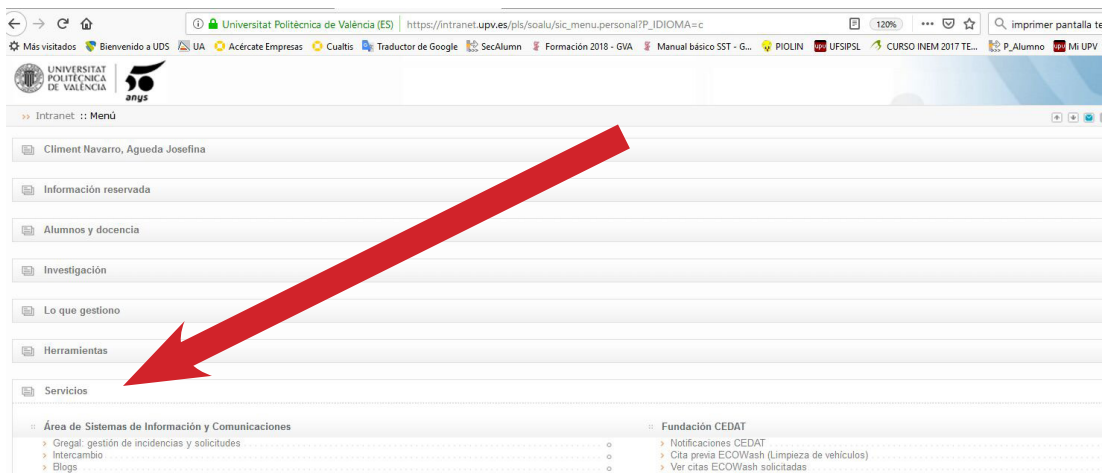 Universitat Politècnica de València (ES) https://intranet.upv.es/pls/soalu/sic_menu.personal?P_IDIOMA=c 120% imprimer pantalla te
Más visitados Bienvenido a UDS UA Acércate Empresas Cualtis Traductor de Google SecAlumn Formación 2018 - GVA Manual básico SST - G... PIOLIN UFSIPSL CURSO INEM 2017 TE... P_Alumno Mi UPV
UNIVERSITAT
POLITÈCNICA
DE VALÈNCIA
50
anys
Intranet :: Menú
Climent Navarro, Agueda Josefina
Información reservada
Alumnos y docencia
Investigación
Lo que gestiono
Herramientas
Servicios
Área de Sistemas de Información y Comunicaciones
Gregal: gestión de incidencias y solicitudes
Intercambio
Blogs
Fundación CEDAT
Notificaciones CEDAT
Cita previa ECOWash (Limpieza de vehículos)
Ver citas ECOWash solicitadas